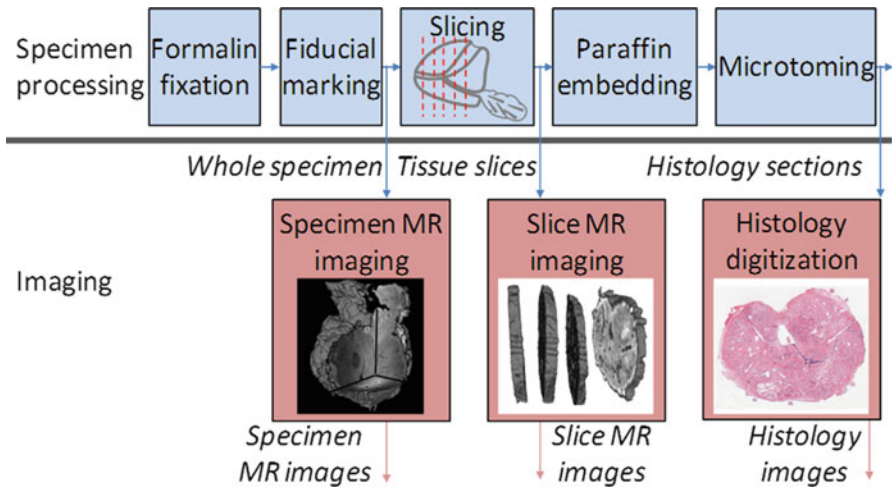 Specimen
processing
Formalin
fixation
Fiducial
marking
Slicing
Paraffin
embedding
Microtoming
Whole specimen
Tissue slices
Histology sections
Imaging
Specimen MR
imaging
Slice MR
imaging
Histology
digitization
Specimen
MR images
Slice MR
images
Histology
images